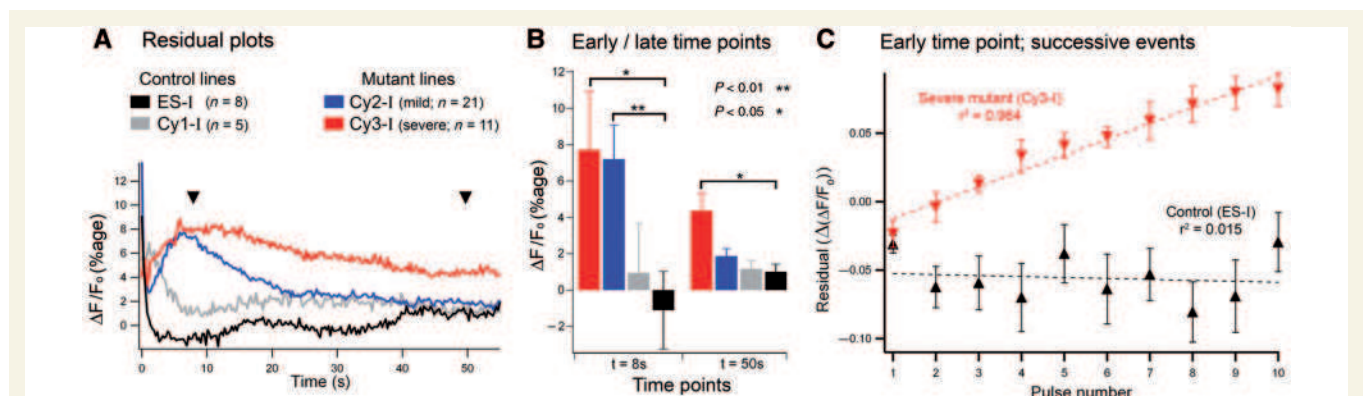 A Residual plots
Control lines
Mutant lines
ES-I (n = 8)
Cy2-I (mild; n = 21)
Cy1-I (n = 5)
Cy3-I (severe; n = 11)
ΔF/F0 (%age)
12
10
8
6
4
2
0
0 10 20 30 40 50
Time (s)
B Early / late time points
P < 0.01 **
P < 0.05 *
*
**
*
ΔF/F0 (%age)
12
10
8
6
4
2
0
−2
t = 8s
t = 50s
Time points
C Early time point; successive events
Severe mutant (Cy3-I)
r² = 0.984
Control (ES-I)
r² = 0.015
Residual (Δ(ΔF/F0))
0.05
0.00
−0.05
−0.10
1 2 3 4 5 6 7 8 9 10
Pulse number